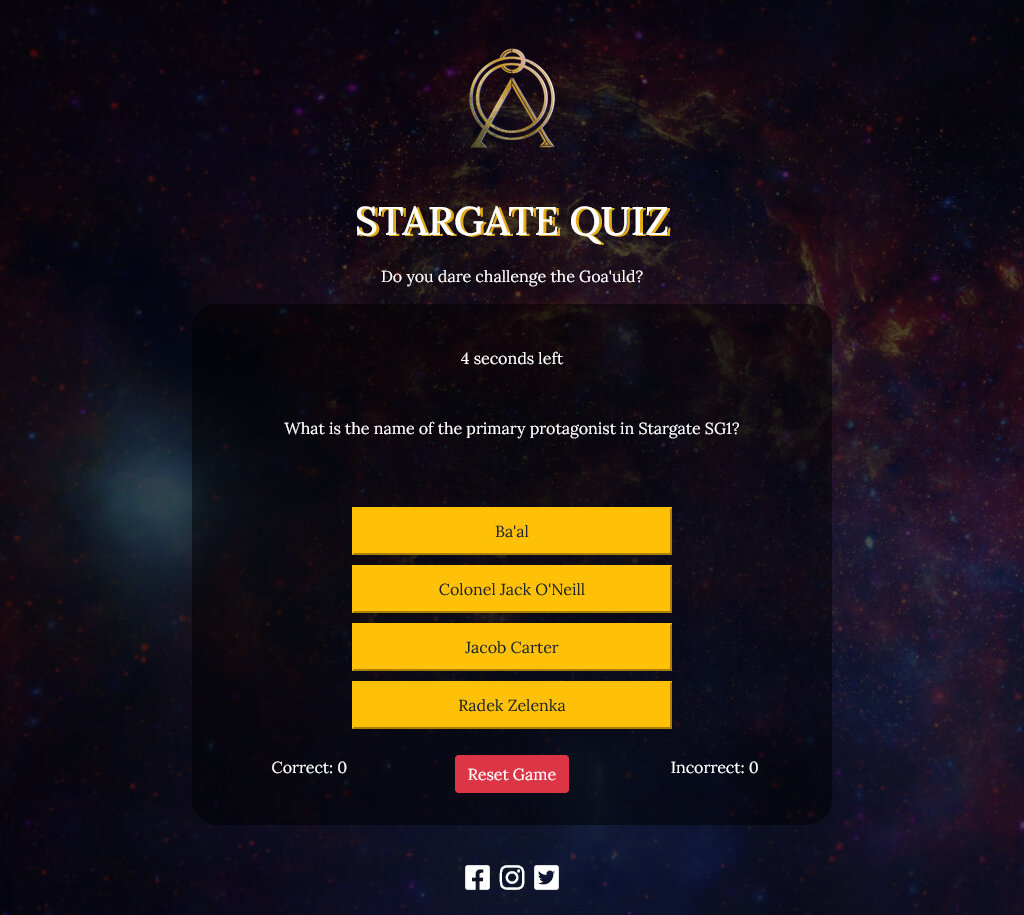 STARGATE QUIZ
Do you dare challenge the Goa'uld?
4 seconds left
What is the name of the primary protagonist in Stargate SG1?
Ba'al
Colonel Jack O'Neill
Jacob Carter
Radek Zelenka
Correct: 0
Reset Game
Incorrect: 0